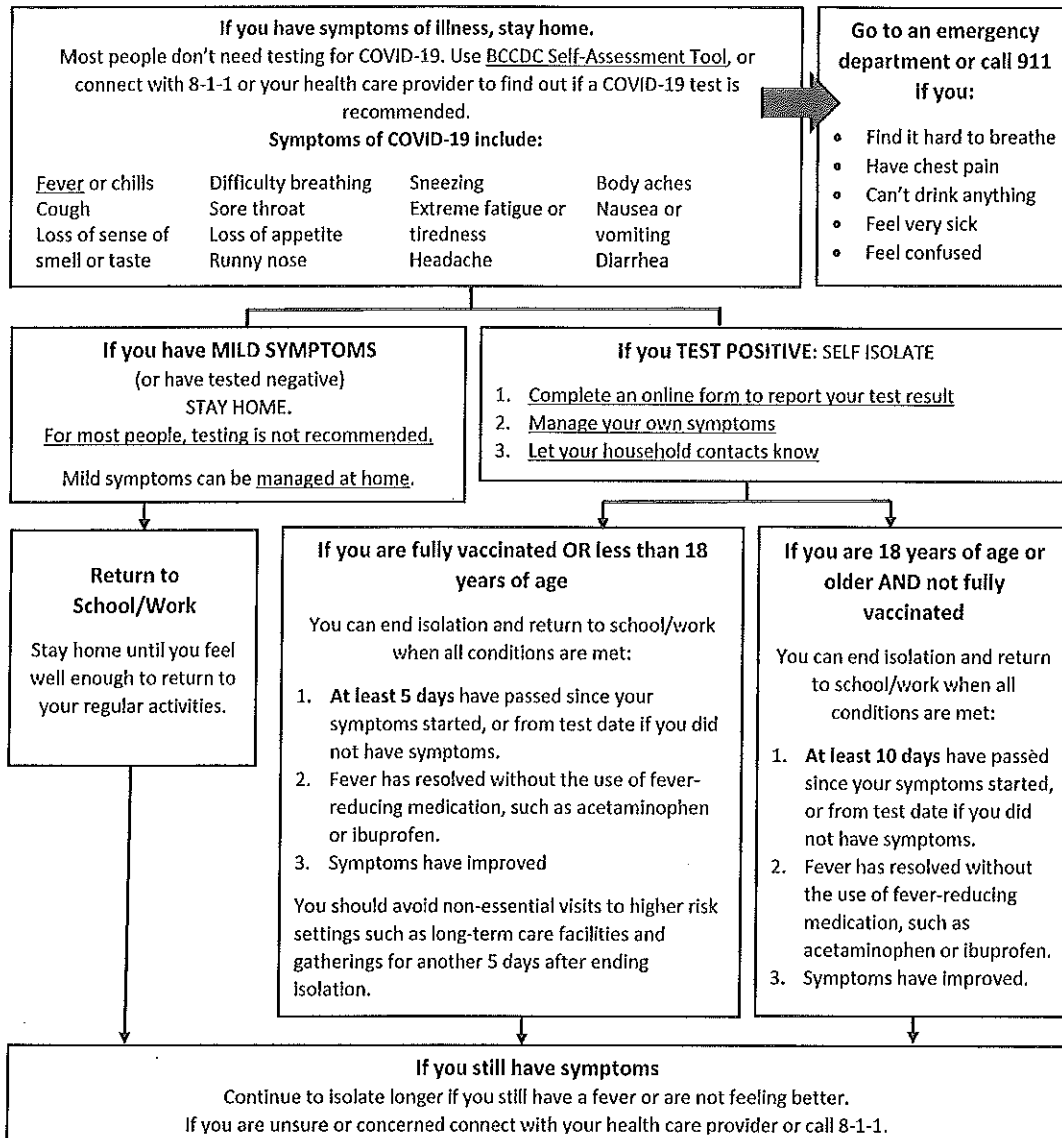 If you have symptoms of illness, stay home.
Most people don't need testing for COVID-19. Use BCCDC Self-Assessment Tool, or
connect with 8-1-1 or your health care provider to find out if a COVID-19 test is
recommended.
Symptoms of COVID-19 include:
Fever or chills
Cough
Loss of sense of
smell or taste
Difficulty breathing
Sore throat
Loss of appetite
Runny nose
Sneezing
Extreme fatigue or
tiredness
Headache
Body aches
Nausea or
vomiting
Diarrhea
Go to an emergency
department or call 911
if you:
• Find it hard to breathe
• Have chest pain
• Can't drink anything
• Feel very sick
• Feel confused
If you have MILD SYMPTOMS
(or have tested negative)
STAY HOME.
For most people, testing is not recommended.
Mild symptoms can be managed at home.
If you TEST POSITIVE: SELF ISOLATE
1. Complete an online form to report your test result
2. Manage your own symptoms
3. Let your household contacts know
Return to
School/Work
Stay home until you feel
well enough to return to
your regular activities.
If you are fully vaccinated OR less than 18
years of age
You can end isolation and return to school/work
when all conditions are met:
1. At least 5 days have passed since your
symptoms started, or from test date if you did
not have symptoms.
2. Fever has resolved without the use of fever-
reducing medication, such as acetaminophen
or ibuprofen.
3. Symptoms have improved
You should avoid non-essential visits to higher risk
settings such as long-term care facilities and
gatherings for another 5 days after ending
isolation.
If you are 18 years of age or
older AND not fully
vaccinated
You can end isolation and return
to school/work when all
conditions are met:
1. At least 10 days have passed
since your symptoms started,
or from test date if you did
not have symptoms.
2. Fever has resolved without
the use of fever-reducing
medication, such as
acetaminophen or ibuprofen.
3. Symptoms have improved.
If you still have symptoms
Continue to isolate longer if you still have a fever or are not feeling better.
If you are unsure or concerned connect with your health care provider or call 8-1-1.